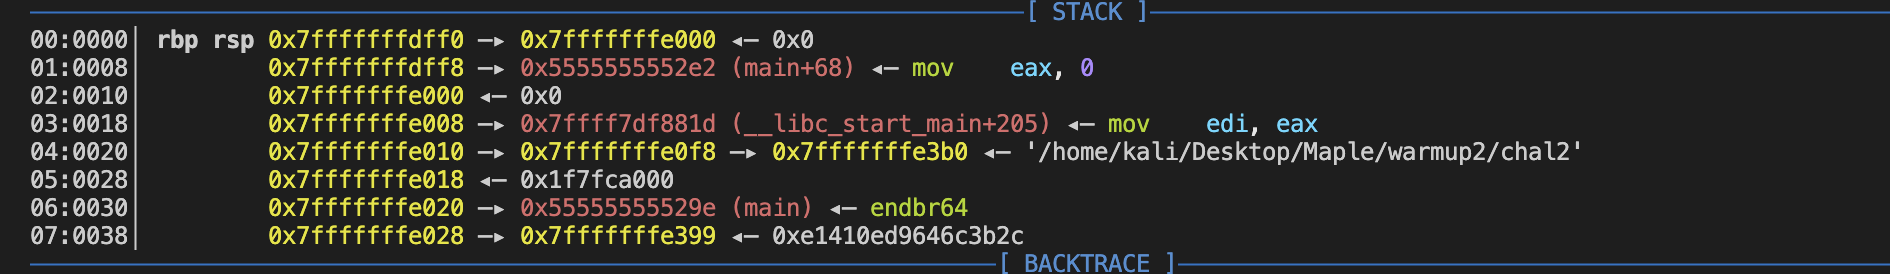 [ STACK ]
00:0000│ rbp rsp 0x7fffffffdff0 —▸ 0x7fffffffe000 ◂— 0x0
01:0008│         0x7fffffffdff8 —▸ 0x5555555552e2 (main+68) ◂— mov    eax, 0
02:0010│         0x7fffffffe000 ◂— 0x0
03:0018│         0x7fffffffe008 —▸ 0x7ffff7df881d (__libc_start_main+205) ◂— mov    edi, eax
04:0020│         0x7fffffffe010 —▸ 0x7fffffffe0f8 —▸ 0x7fffffffe3b0 ◂— '/home/kali/Desktop/Maple/warmup2/chal2'
05:0028│         0x7fffffffe018 ◂— 0x1f7fca000
06:0030│         0x7fffffffe020 —▸ 0x55555555529e (main) ◂— endbr64
07:0038│         0x7fffffffe028 —▸ 0x7fffffffe399 ◂— 0xe1410ed9646c3b2c
[ BACKTRACE ]